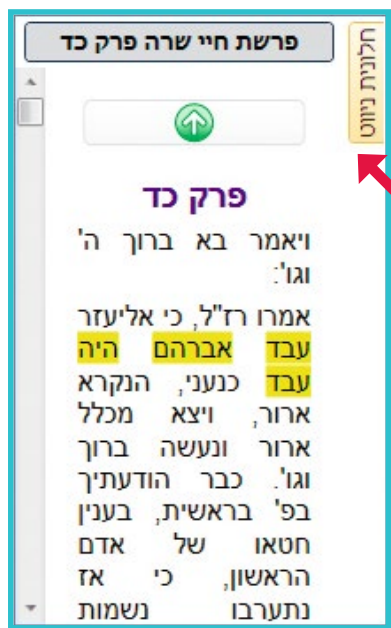 פרשת חיי שרה פרק כד
חלונית ניווט
פרק כד
ויאמר בא ברוך ה'
וגו':
אמרו רז"ל, כי אליעזר
עבד אברהם היה
עבד כנעני, הנקרא
ארור, ויצא מכלל
ארור ונעשה ברוך
וגו'. כבר הודעתיך
בפ' בראשית, בענין
חטאו של אדם
הראשון, כי אז
נתערבו נשמות